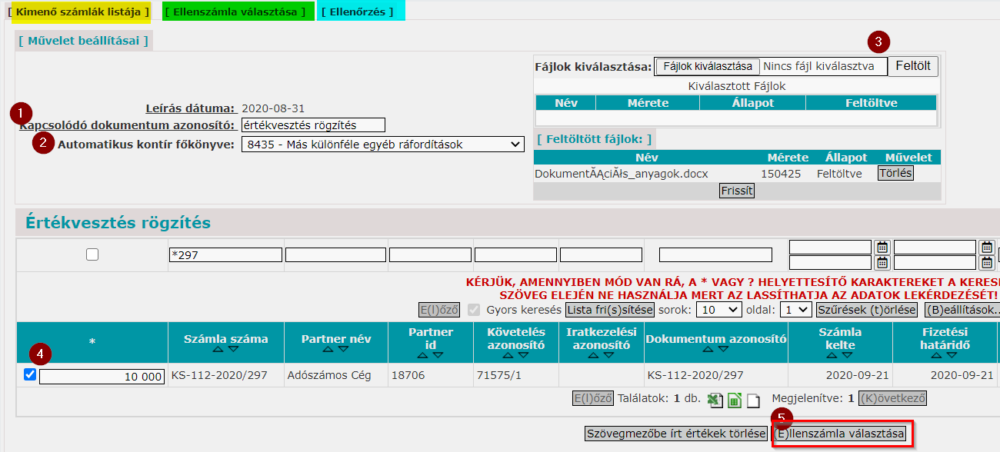 [ Kimenő számlák listája ] [ Ellenszámla választása ] [ Ellenőrzés ]
[ Művelet beállításai ]
3
Fájlok kiválasztása: Fájlok kiválasztása Nincs fájl kiválasztva Feltölt
Kiválasztott Fájlok
Név Mérete Állapot Feltöltve
1 Leírás dátuma: 2020-08-31
Kapcsolódó dokumentum azonosító: értékvesztés rögzítés
2 Automatikus kontír főkönyve: 8435 - Más különféle egyéb ráfordítások
[ Feltöltött fájlok: ]
Név Mérete Állapot Művelet
DokumentĂĄciĂłs_anyagok.docx 150425 Feltöltve Törlés
Frissít
Értékvesztés rögzítés
*297
KÉRJÜK, AMENNYIBEN MÓD VAN RÁ, A * VAGY ? HELYETTESÍTŐ KARAKTEREKET A KERESE
SZÖVEG ELEJÉN NE HASZNÁLJA MERT AZ LASSÍTHATJA AZ ADATOK LEKÉRDEZÉSÉT!
E(l)őző Gyors keresés Lista fri(s)sítése sorok: 10 oldal: 1 Szűrések (t)örlése (B)eállítások..
* Számla száma Partner név Partner id Követelés azonosító Iratkezelési azonosító Dokumentum azonosító Számla kelte Fizetési határidő
4
10 000 KS-112-2020/297 Adószámos Cég 18706 71575/1 KS-112-2020/297 2020-09-21 2020-09-21
E(l)őző Találatok: 1 db. Megjelenítve: 1 (K)övetkező
5
Szövegmezőbe írt értékek törlése (E)llenszámla választása